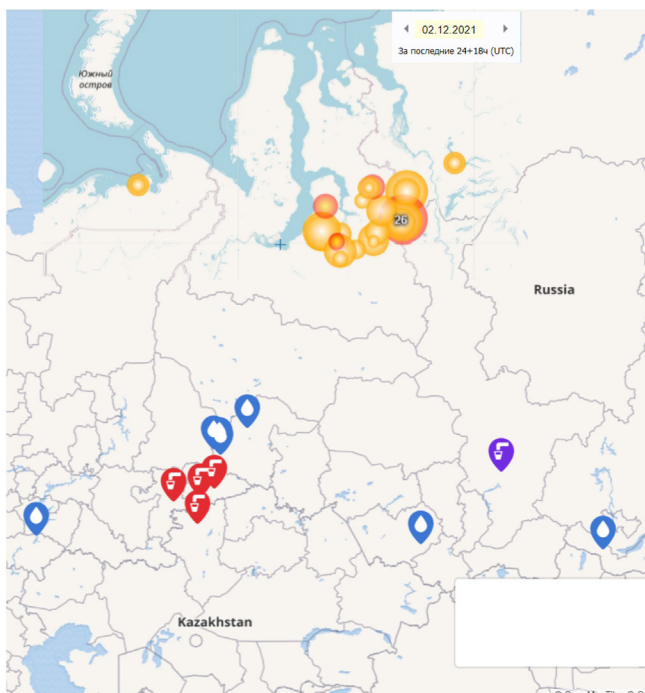 02.12.2021
За последние 24+18ч (UTC)
Южный
остров
26
Russia
Kazakhstan